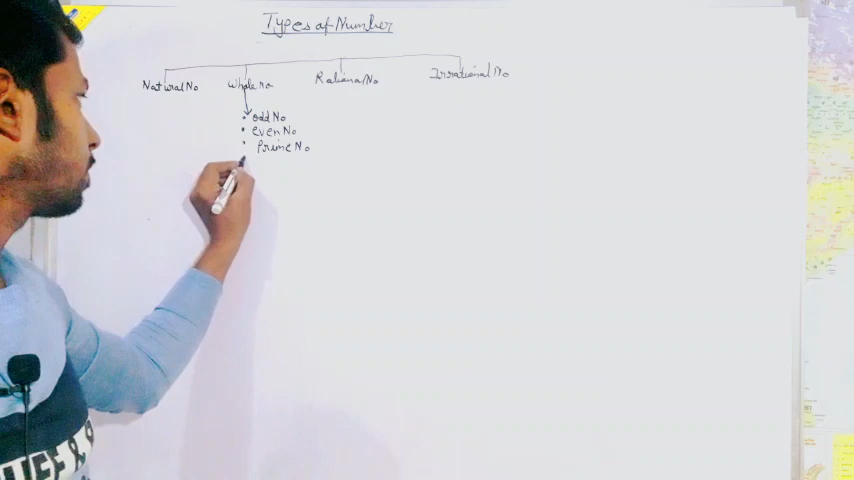 Types of Number
Natural No Whole no Rational No Irrational No
• odd No
• even No
• Prime No